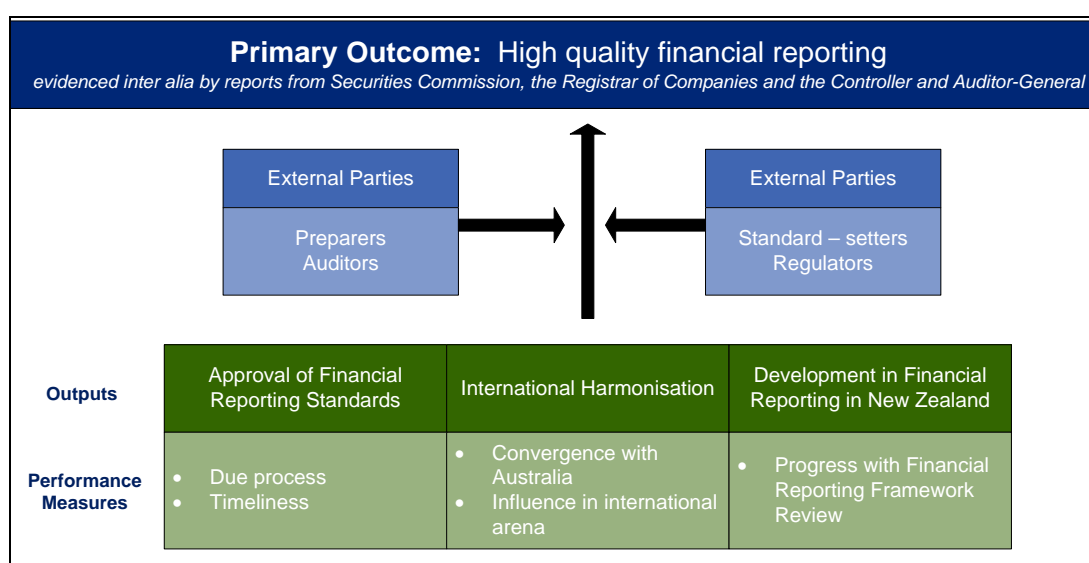 Primary Outcome: High quality financial reporting
evidenced inter alia by reports from Securities Commission, the Registrar of Companies and the Controller and Auditor-General
External Parties
Preparers
Auditors
External Parties
Standard – setters
Regulators
Outputs
Approval of Financial
Reporting Standards
International Harmonisation
Development in Financial
Reporting in New Zealand
Performance
Measures
• Due process
• Timeliness
• Convergence with
Australia
• Influence in international
arena
• Progress with Financial
Reporting Framework
Review